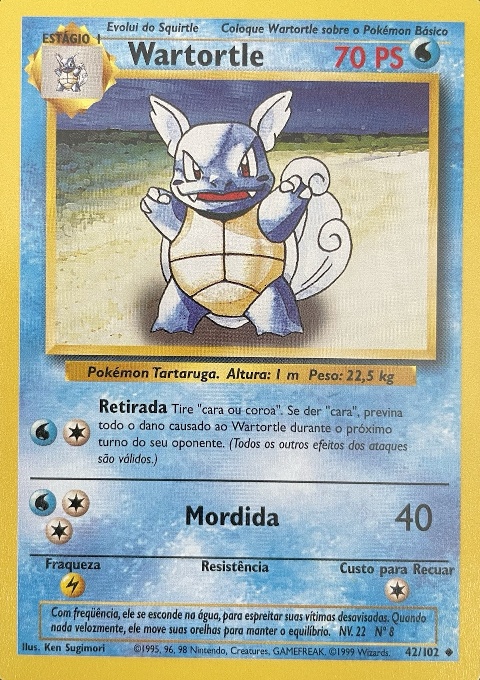 Evolui do Squirtle Coloque Wartortle sobre o Pokémon Básico
ESTÁGIO 1
Wartortle 70 PS
Pokémon Tartaruga. Altura: 1 m Peso: 22,5 kg
Retirada Tire "cara ou coroa". Se der "cara", previna
todo o dano causado ao Wartortle durante o próximo
turno do seu oponente. (Todos os outros efeitos dos ataques
são válidos.)
Mordida 40
Fraqueza Resistência Custo para Recuar
Com freqüência, ele se esconde na água, para espreitar suas vítimas desavisadas. Quando
nada velozmente, ele move suas orelhas para manter o equilíbrio. NV. 22 Nº 8
Ilus. Ken Sugimori ©1995, 96, 98 Nintendo, Creatures, GAMEFREAK. ©1999 Wizards. 42/102